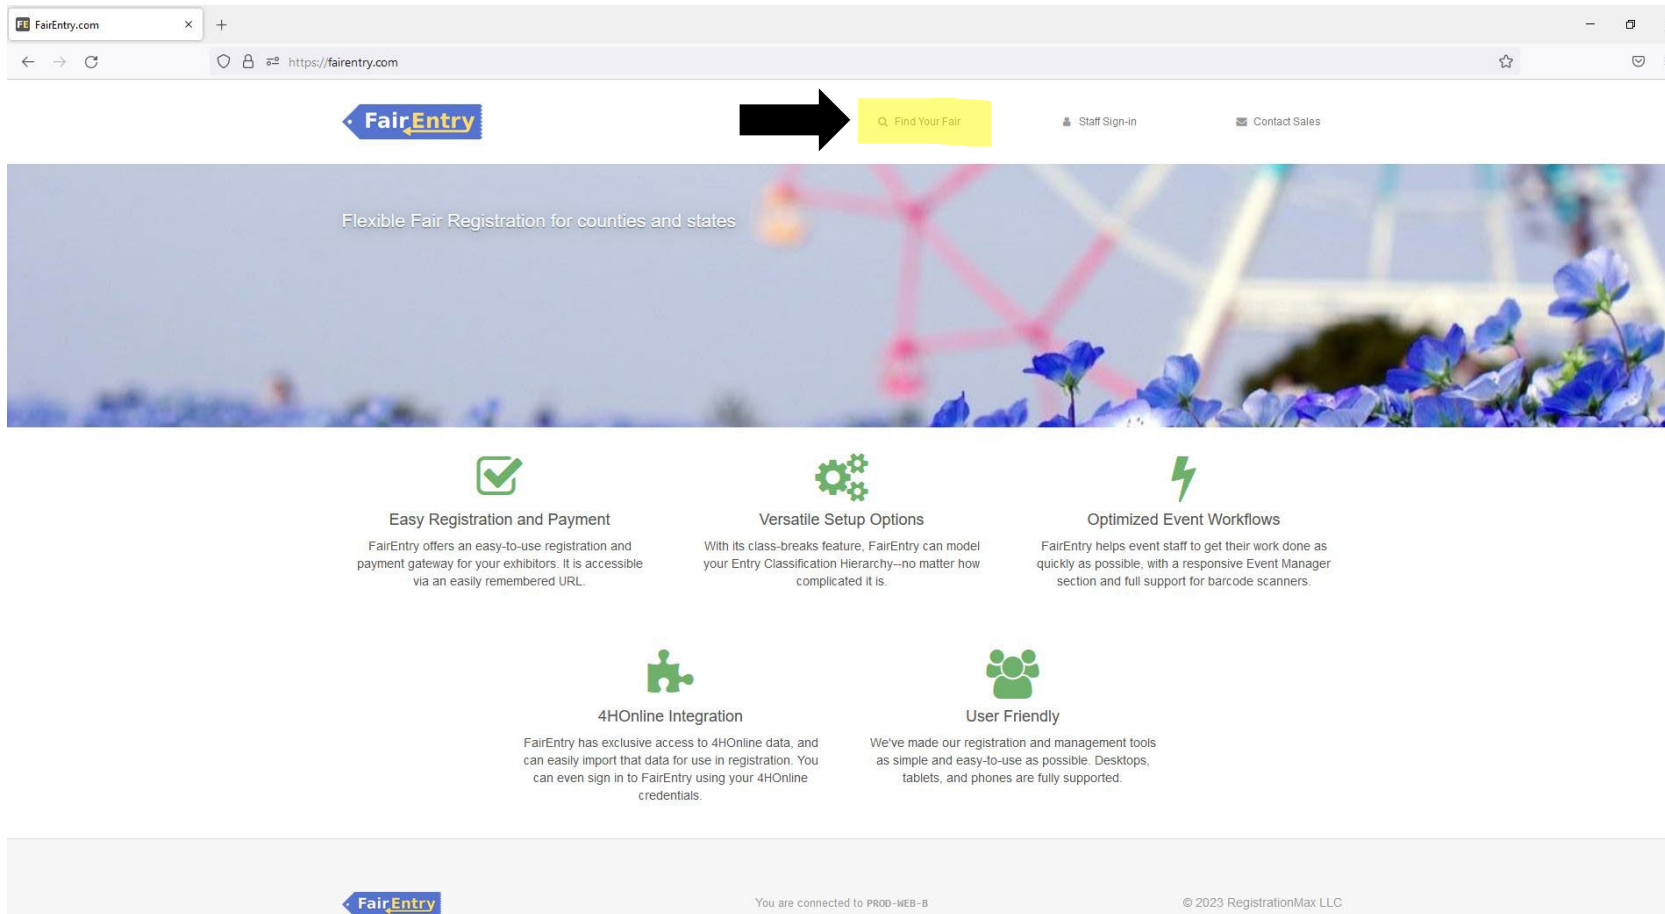 FE FairEntry.com
https://fairentry.com
FairEntry
Find Your Fair
Staff Sign-in
Contact Sales
Flexible Fair Registration for counties and states
Easy Registration and Payment
FairEntry offers an easy-to-use registration and
payment gateway for your exhibitors. It is accessible
via an easily remembered URL.
Versatile Setup Options
With its class-breaks feature, FairEntry can model
your Entry Classification Hierarchy--no matter how
complicated it is.
Optimized Event Workflows
FairEntry helps event staff to get their work done as
quickly as possible, with a responsive Event Manager
section and full support for barcode scanners.
4HOnline Integration
FairEntry has exclusive access to 4HOnline data, and
can easily import that data for use in registration. You
can even sign in to FairEntry using your 4HOnline
credentials.
User Friendly
We've made our registration and management tools
as simple and easy-to-use as possible. Desktops,
tablets, and phones are fully supported.
FairEntry
You are connected to PROD-WEB-B
© 2023 RegistrationMax LLC